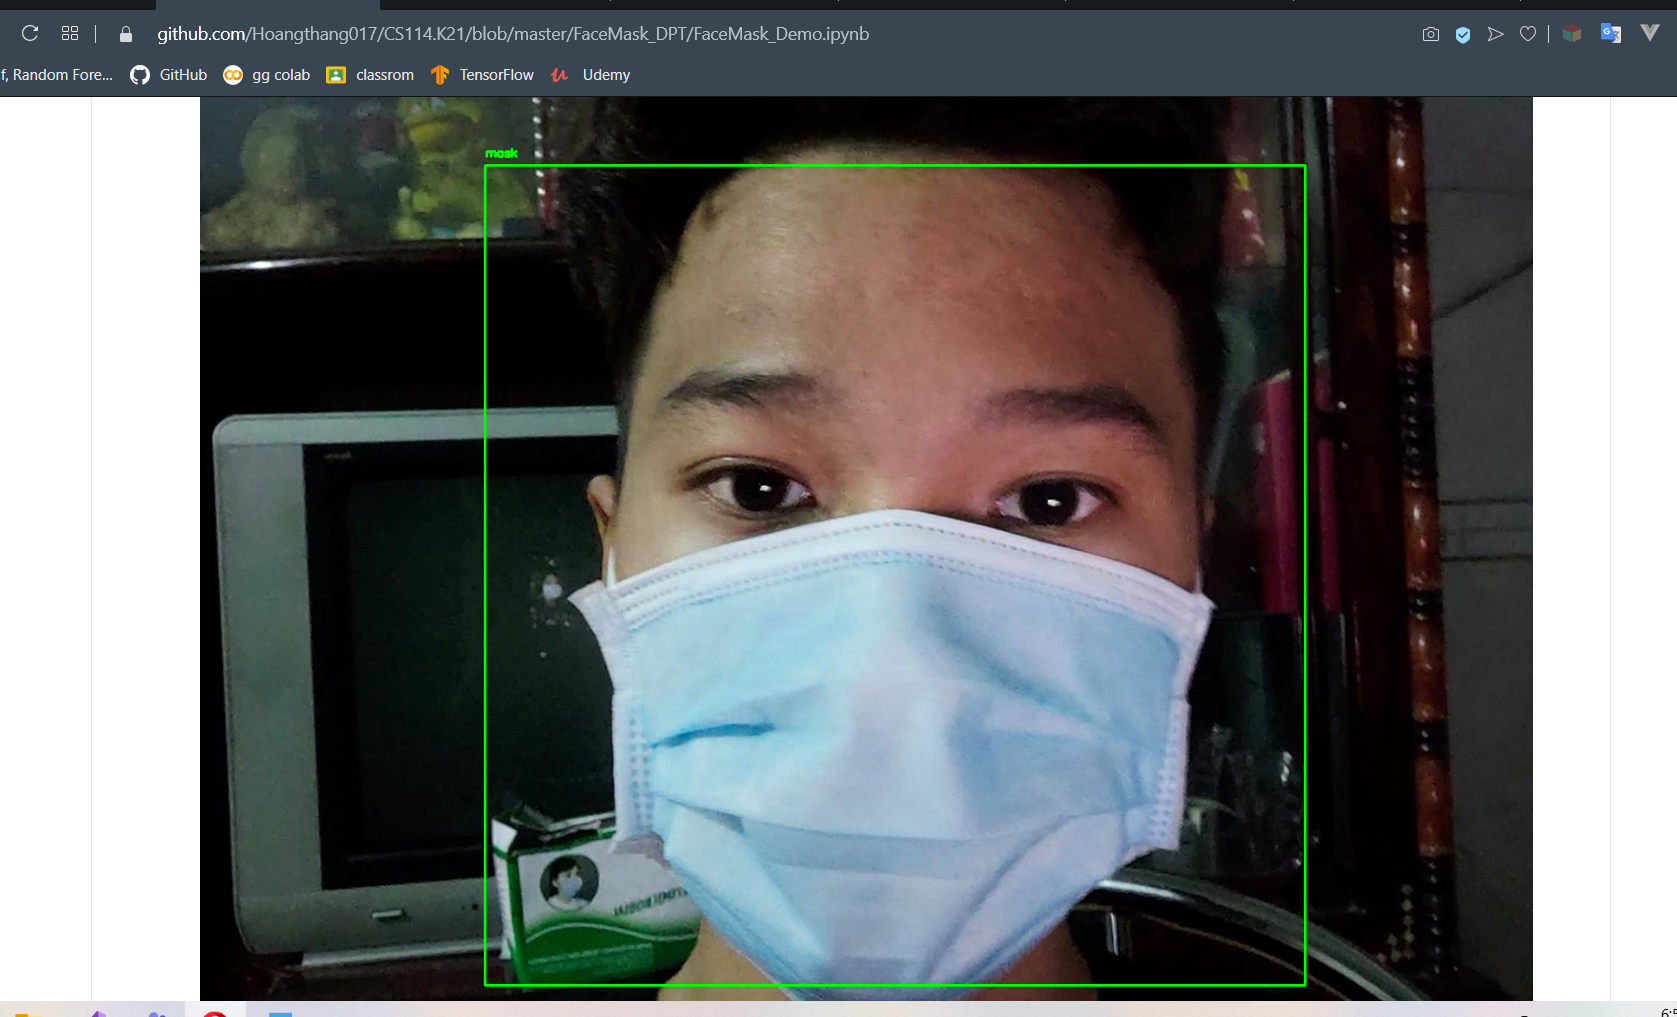 github.com/Hoangthang017/CS114.K21/blob/master/FaceMask_DPT/FaceMask_Demo.ipynb
f, Random Fore... GitHub gg colab classrom TensorFlow Udemy
mask